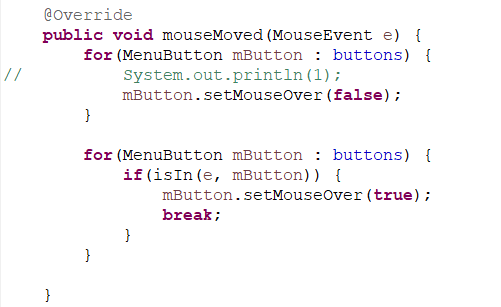 @Override
    public void mouseMoved(MouseEvent e) {
        for(MenuButton mButton : buttons) {
//          System.out.println(1);
            mButton.setMouseOver(false);
        }

        for(MenuButton mButton : buttons) {
            if(isIn(e, mButton)) {
                mButton.setMouseOver(true);
                break;
            }
        }

    }